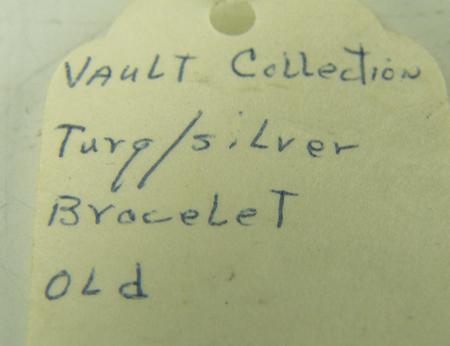 Vault Collection
Turq/silver
Bracelet
Old